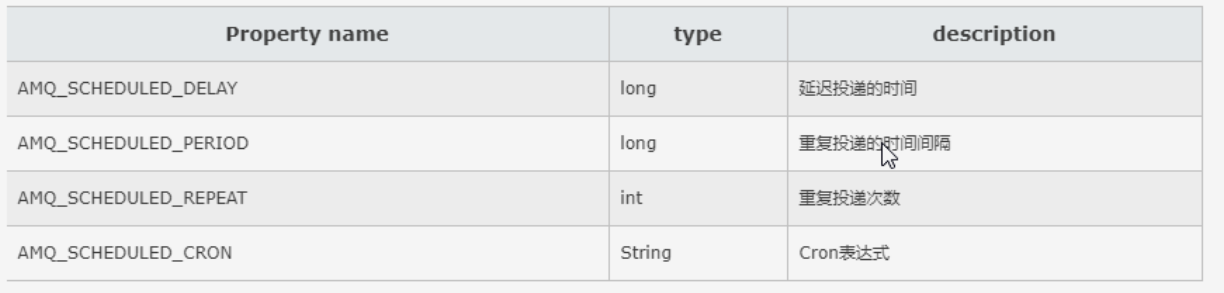 Property name type description
AMQ_SCHEDULED_DELAY long 延迟投递的时间
AMQ_SCHEDULED_PERIOD long 重复投递的时间间隔
AMQ_SCHEDULED_REPEAT int 重复投递次数
AMQ_SCHEDULED_CRON String Cron表达式